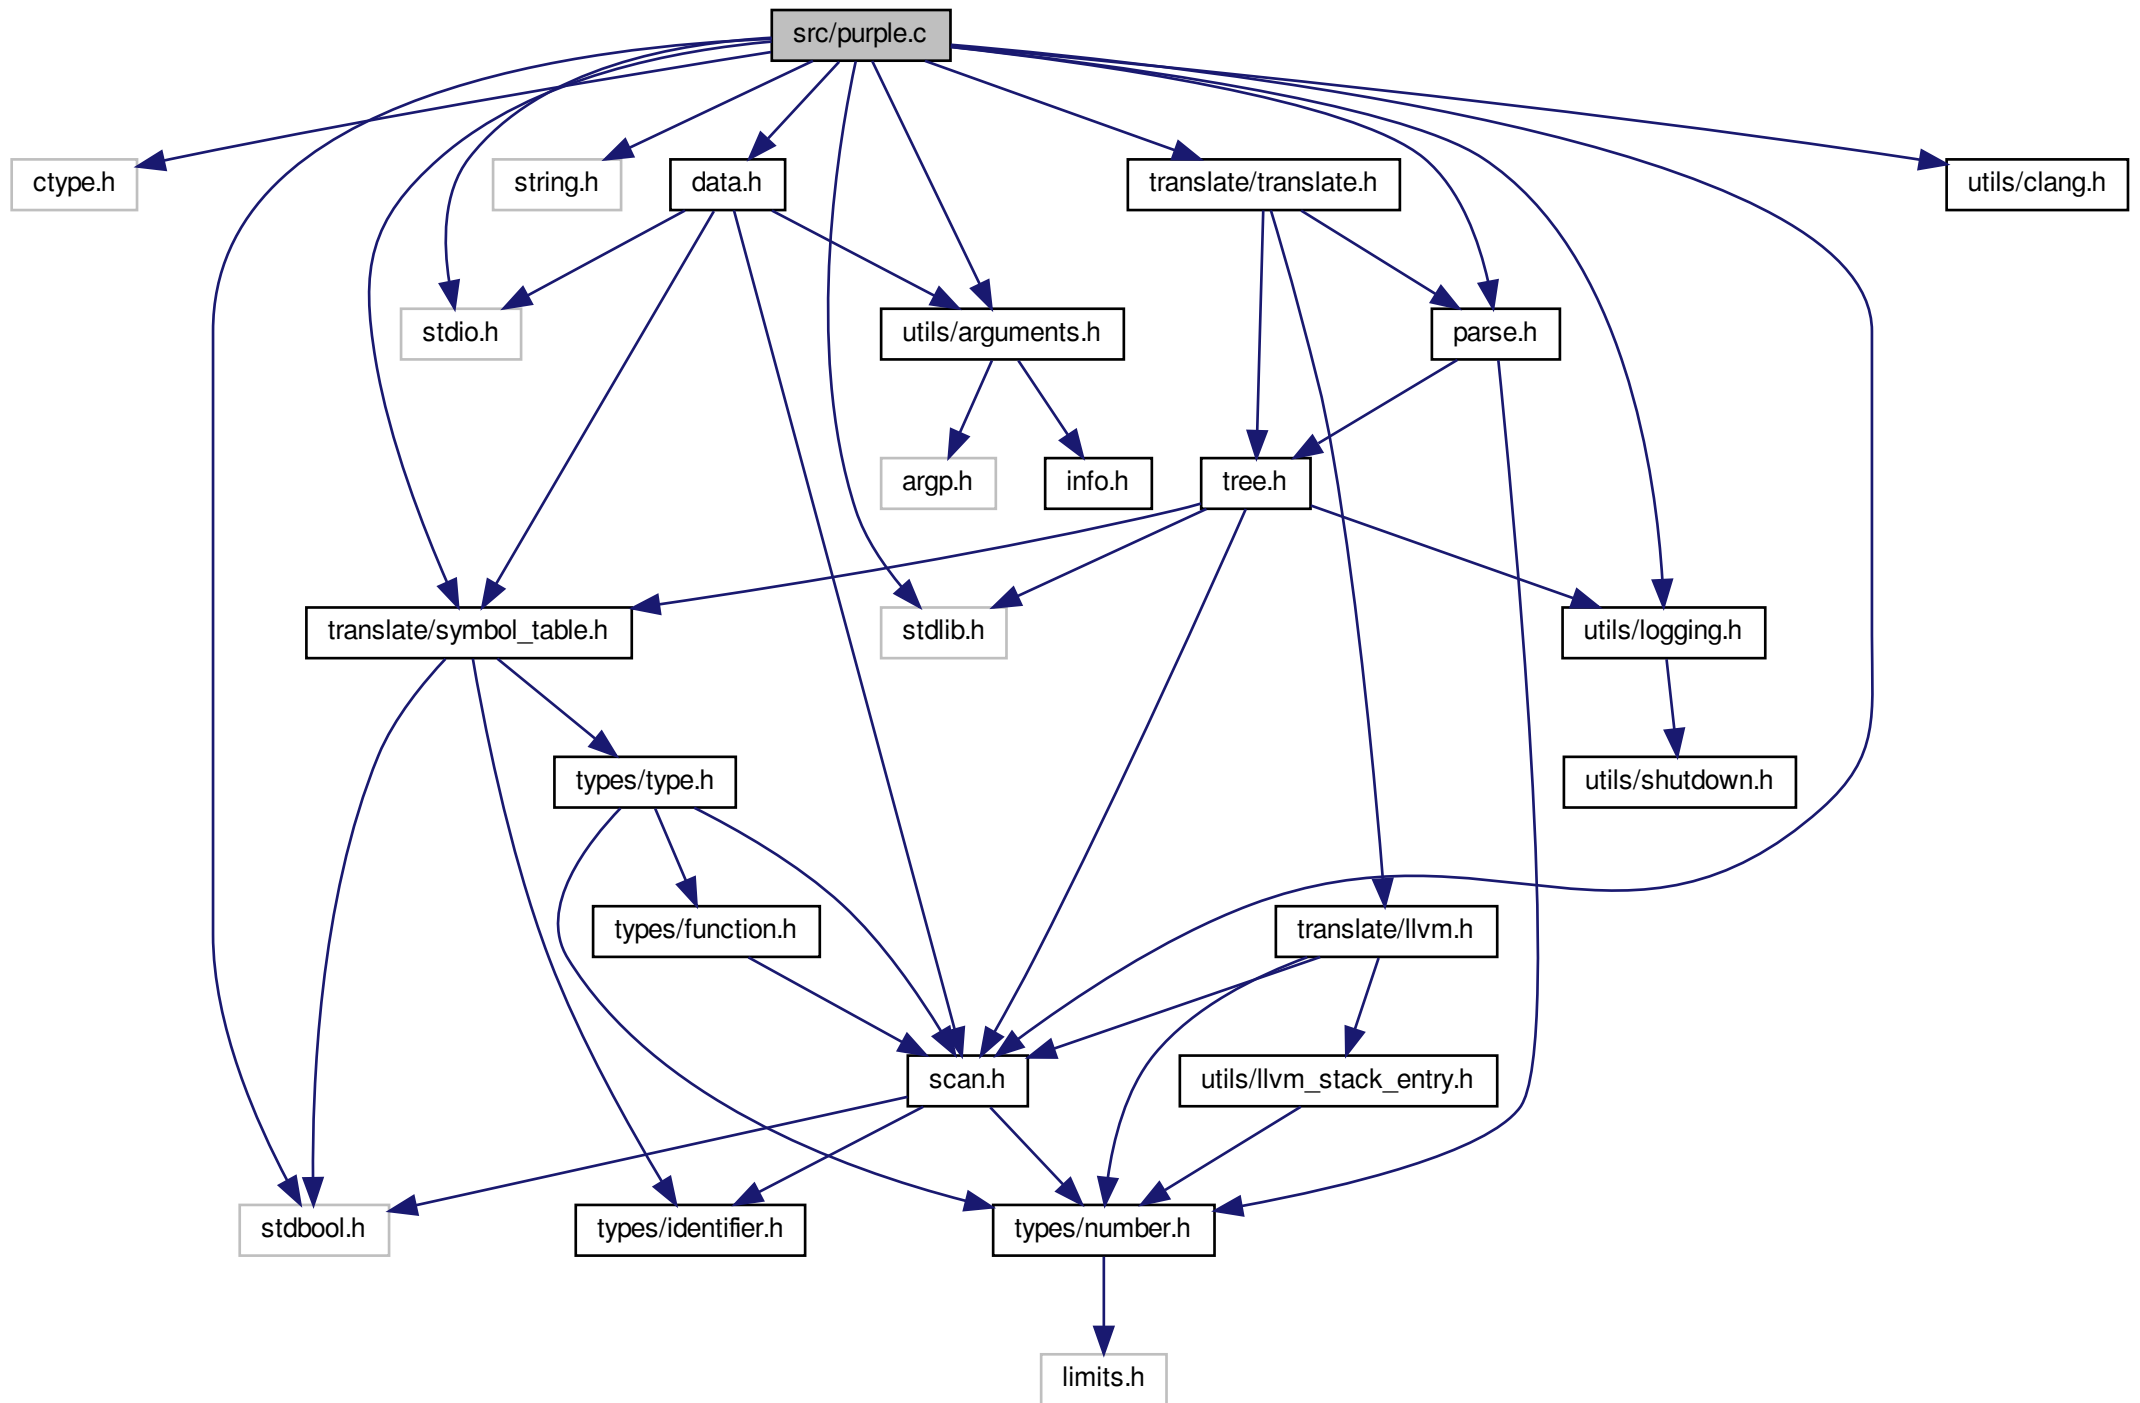 src/purple.c
ctype.h
string.h
data.h
translate/translate.h
utils/clang.h
stdio.h
utils/arguments.h
parse.h
argp.h
info.h
tree.h
translate/symbol_table.h
stdlib.h
utils/logging.h
types/type.h
utils/shutdown.h
types/function.h
translate/llvm.h
scan.h
utils/llvm_stack_entry.h
stdbool.h
types/identifier.h
types/number.h
limits.h